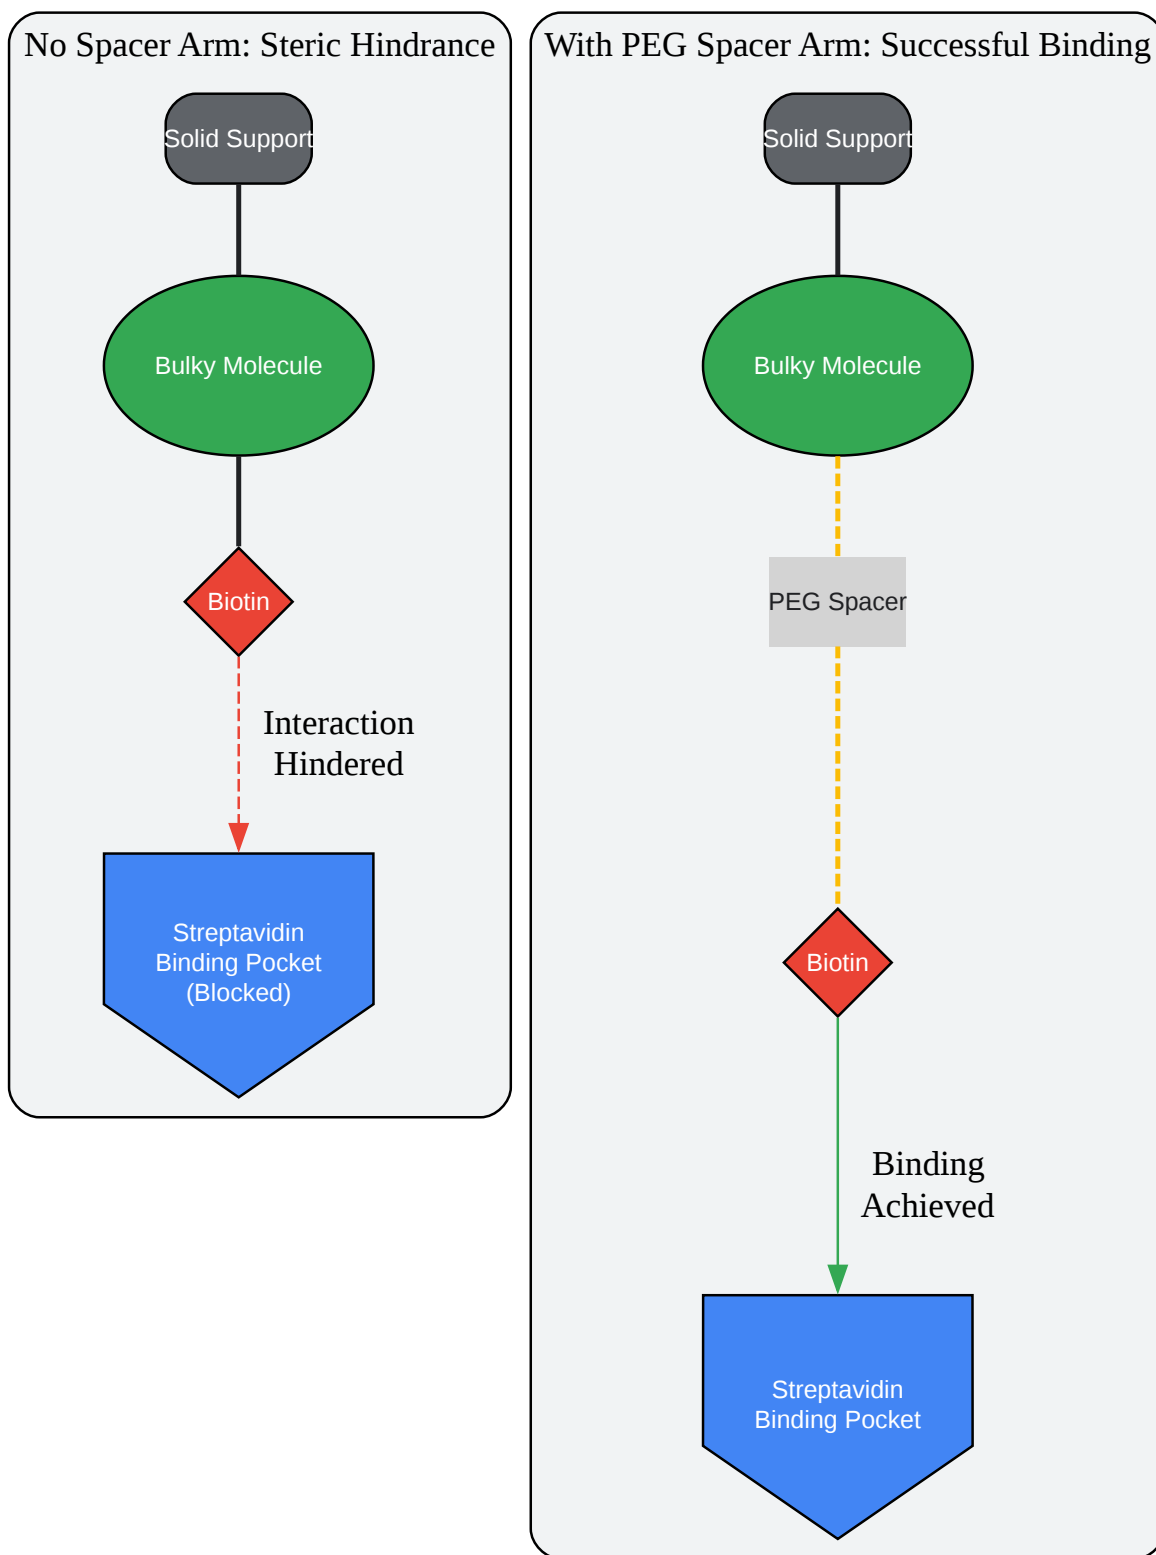 No Spacer Arm: Steric Hindrance
Solid Support
Bulky Molecule
Biotin
Interaction
Hindered
Streptavidin
Binding Pocket
(Blocked)
With PEG Spacer Arm: Successful Binding
Solid Support
Bulky Molecule
PEG Spacer
Biotin
Binding
Achieved
Streptavidin
Binding Pocket